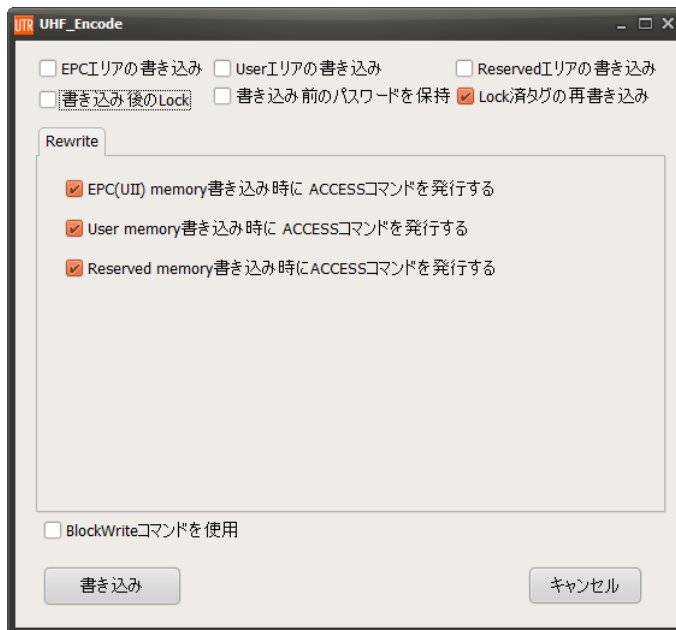 UTR UHF_Encode
EPCエリアの書き込み Userエリアの書き込み Reservedエリアの書き込み
書き込み後のLock 書き込み前のパスワードを保持 Lock済タグの再書き込み
Rewrite
EPC(UII) memory書き込み時に ACCESSコマンドを発行する
User memory書き込み時に ACCESSコマンドを発行する
Reserved memory書き込み時にACCESSコマンドを発行する
BlockWriteコマンドを使用
書き込み キャンセル